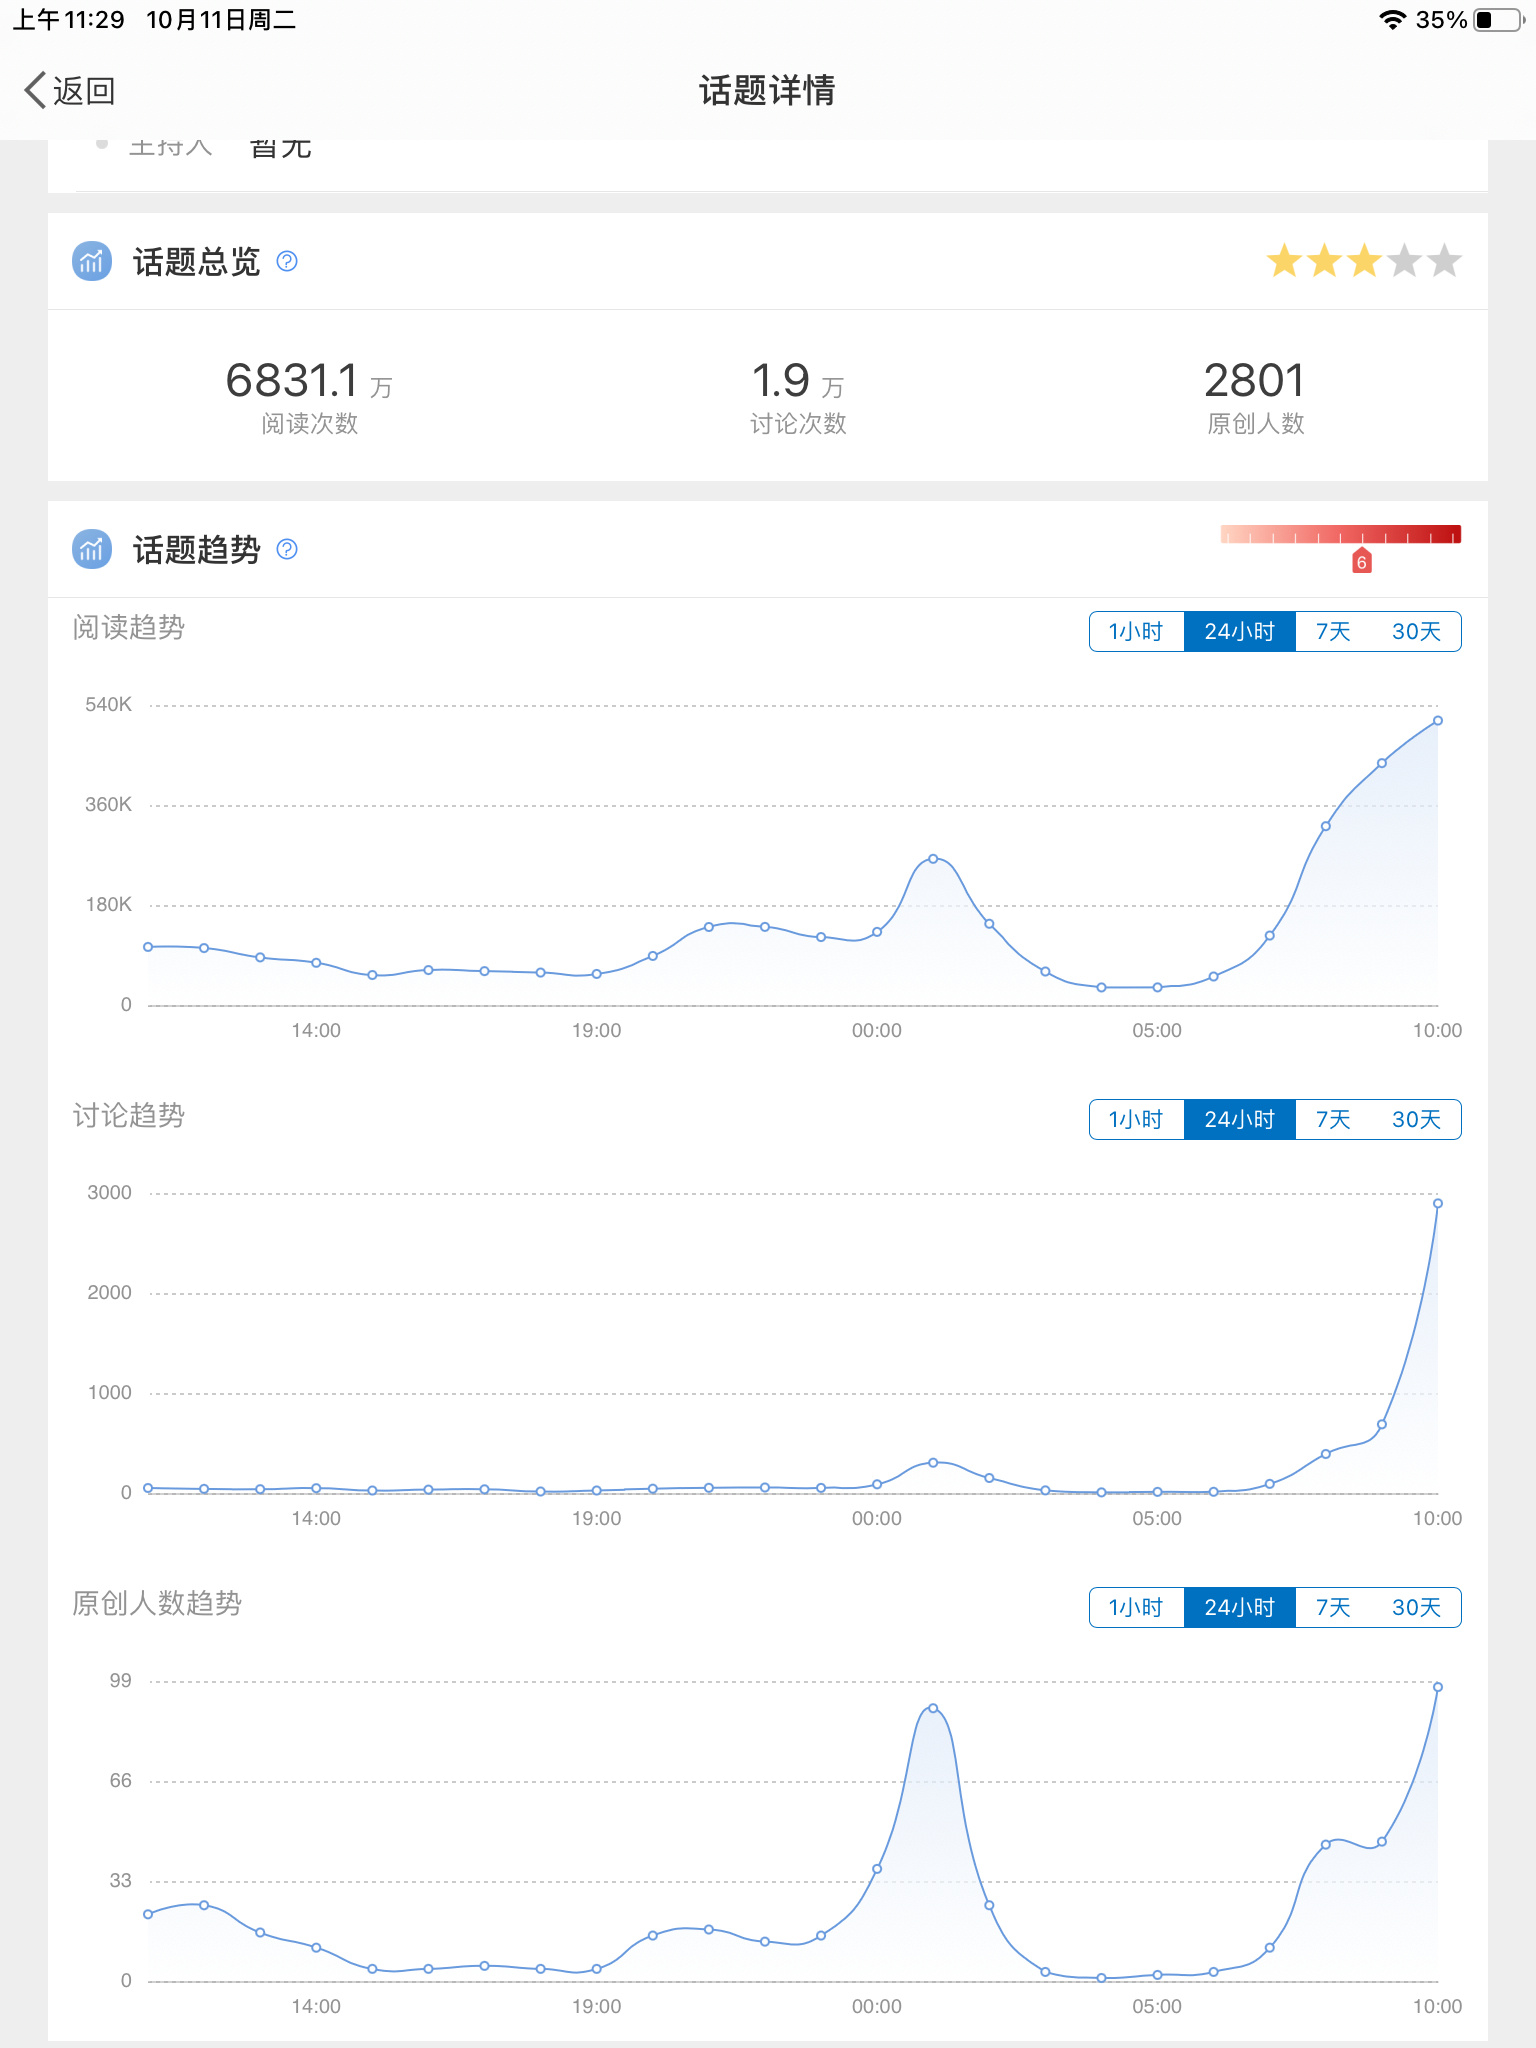 上午11:29 10月11日周二 35%
返回 话题详情
主持人 暂无
话题总览 ?
6831.1 万 1.9 万 2801
阅读次数 讨论次数 原创人数
话题趋势 ?
6
阅读趋势 1小时 24小时 7天 30天
540K
360K
180K
0
14:00 19:00 00:00 05:00 10:00
讨论趋势 1小时 24小时 7天 30天
3000
2000
1000
0
14:00 19:00 00:00 05:00 10:00
原创人数趋势 1小时 24小时 7天 30天
99
66
33
0
14:00 19:00 00:00 05:00 10:00